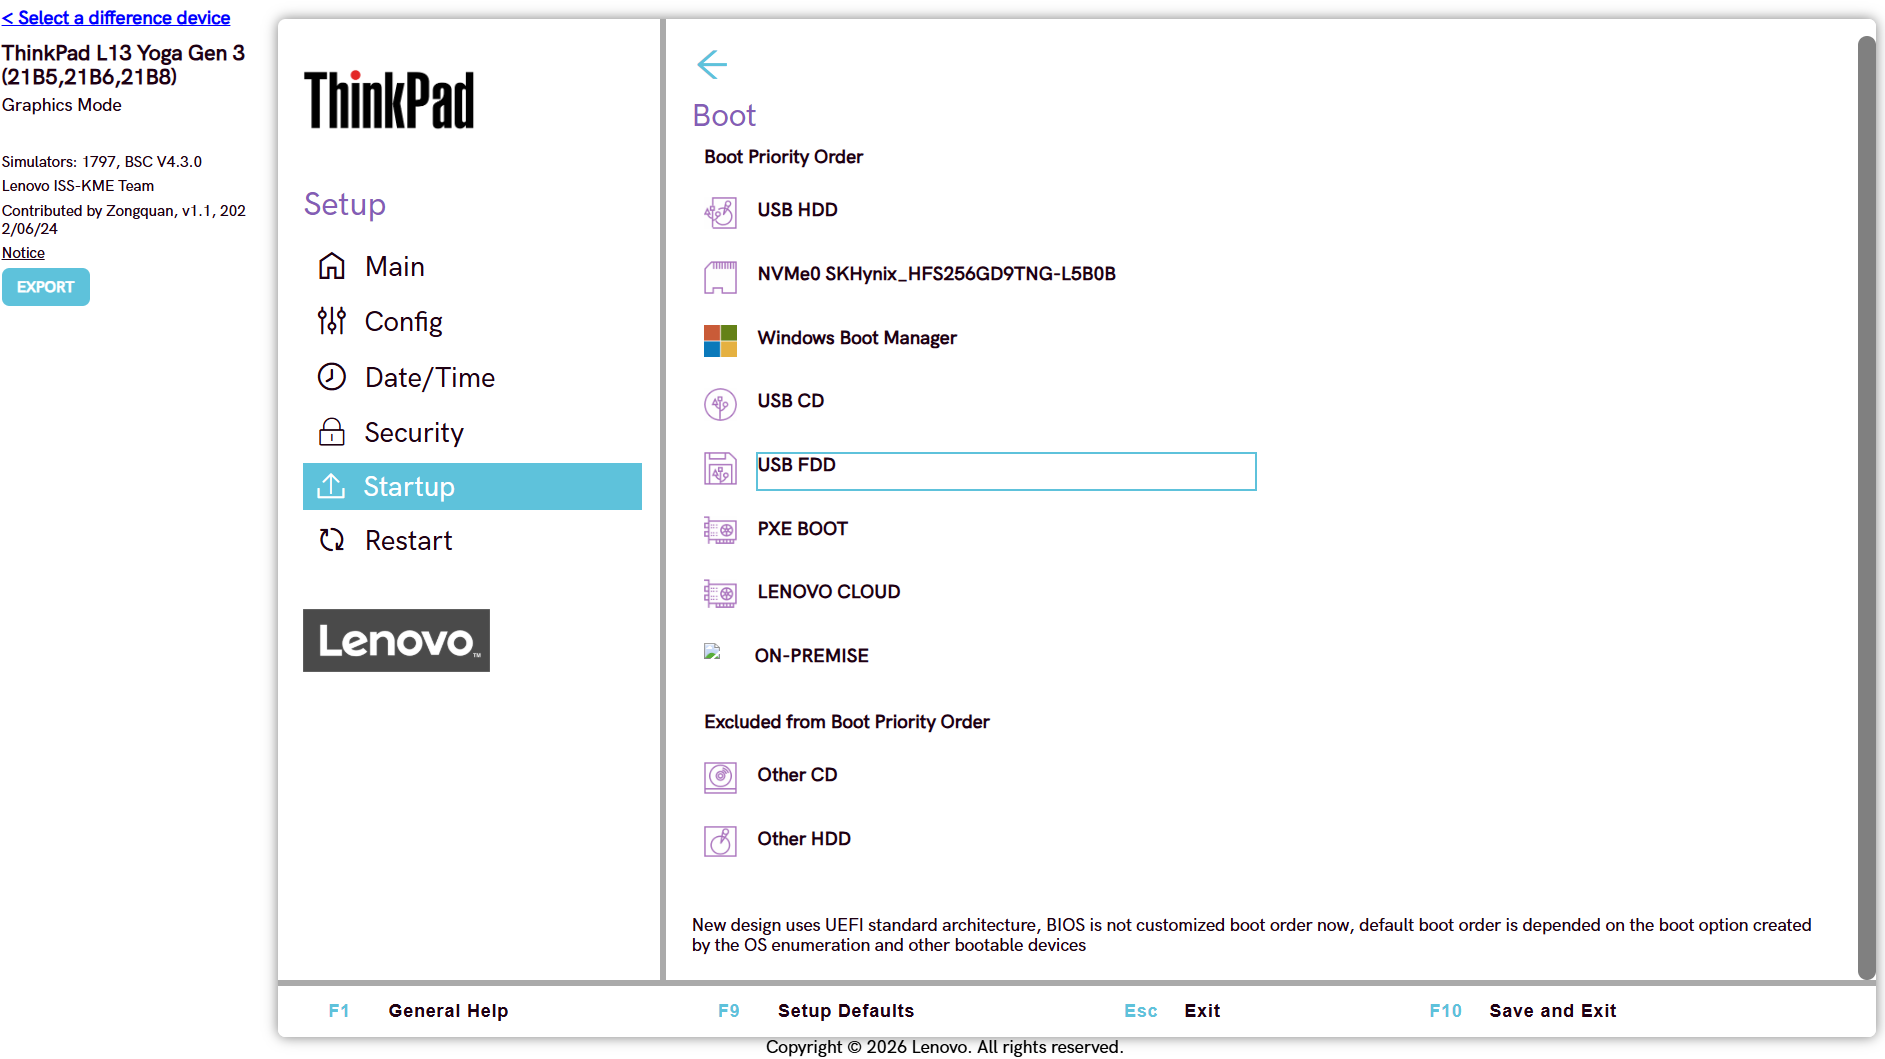 < Select a difference device
ThinkPad L13 Yoga Gen 3
(21B5,21B6,21B8)
Graphics Mode
Simulators: 1797, BSC V4.3.0
Lenovo ISS-KME Team
Contributed by Zongquan, v1.1, 202
2/06/24
Notice
EXPORT
ThinkPad
Setup
Main
Config
Date/Time
Security
Startup
Restart
Lenovo™
Boot
Boot Priority Order
USB HDD
NVMe0 SKHynix_HFS256GD9TNG-L5B0B
Windows Boot Manager
USB CD
USB FDD
PXE BOOT
LENOVO CLOUD
ON-PREMISE
Excluded from Boot Priority Order
Other CD
Other HDD
New design uses UEFI standard architecture, BIOS is not customized boot order now, default boot order is depended on the boot option created
by the OS enumeration and other bootable devices
F1 General Help F9 Setup Defaults Esc Exit F10 Save and Exit
Copyright © 2026 Lenovo. All rights reserved.